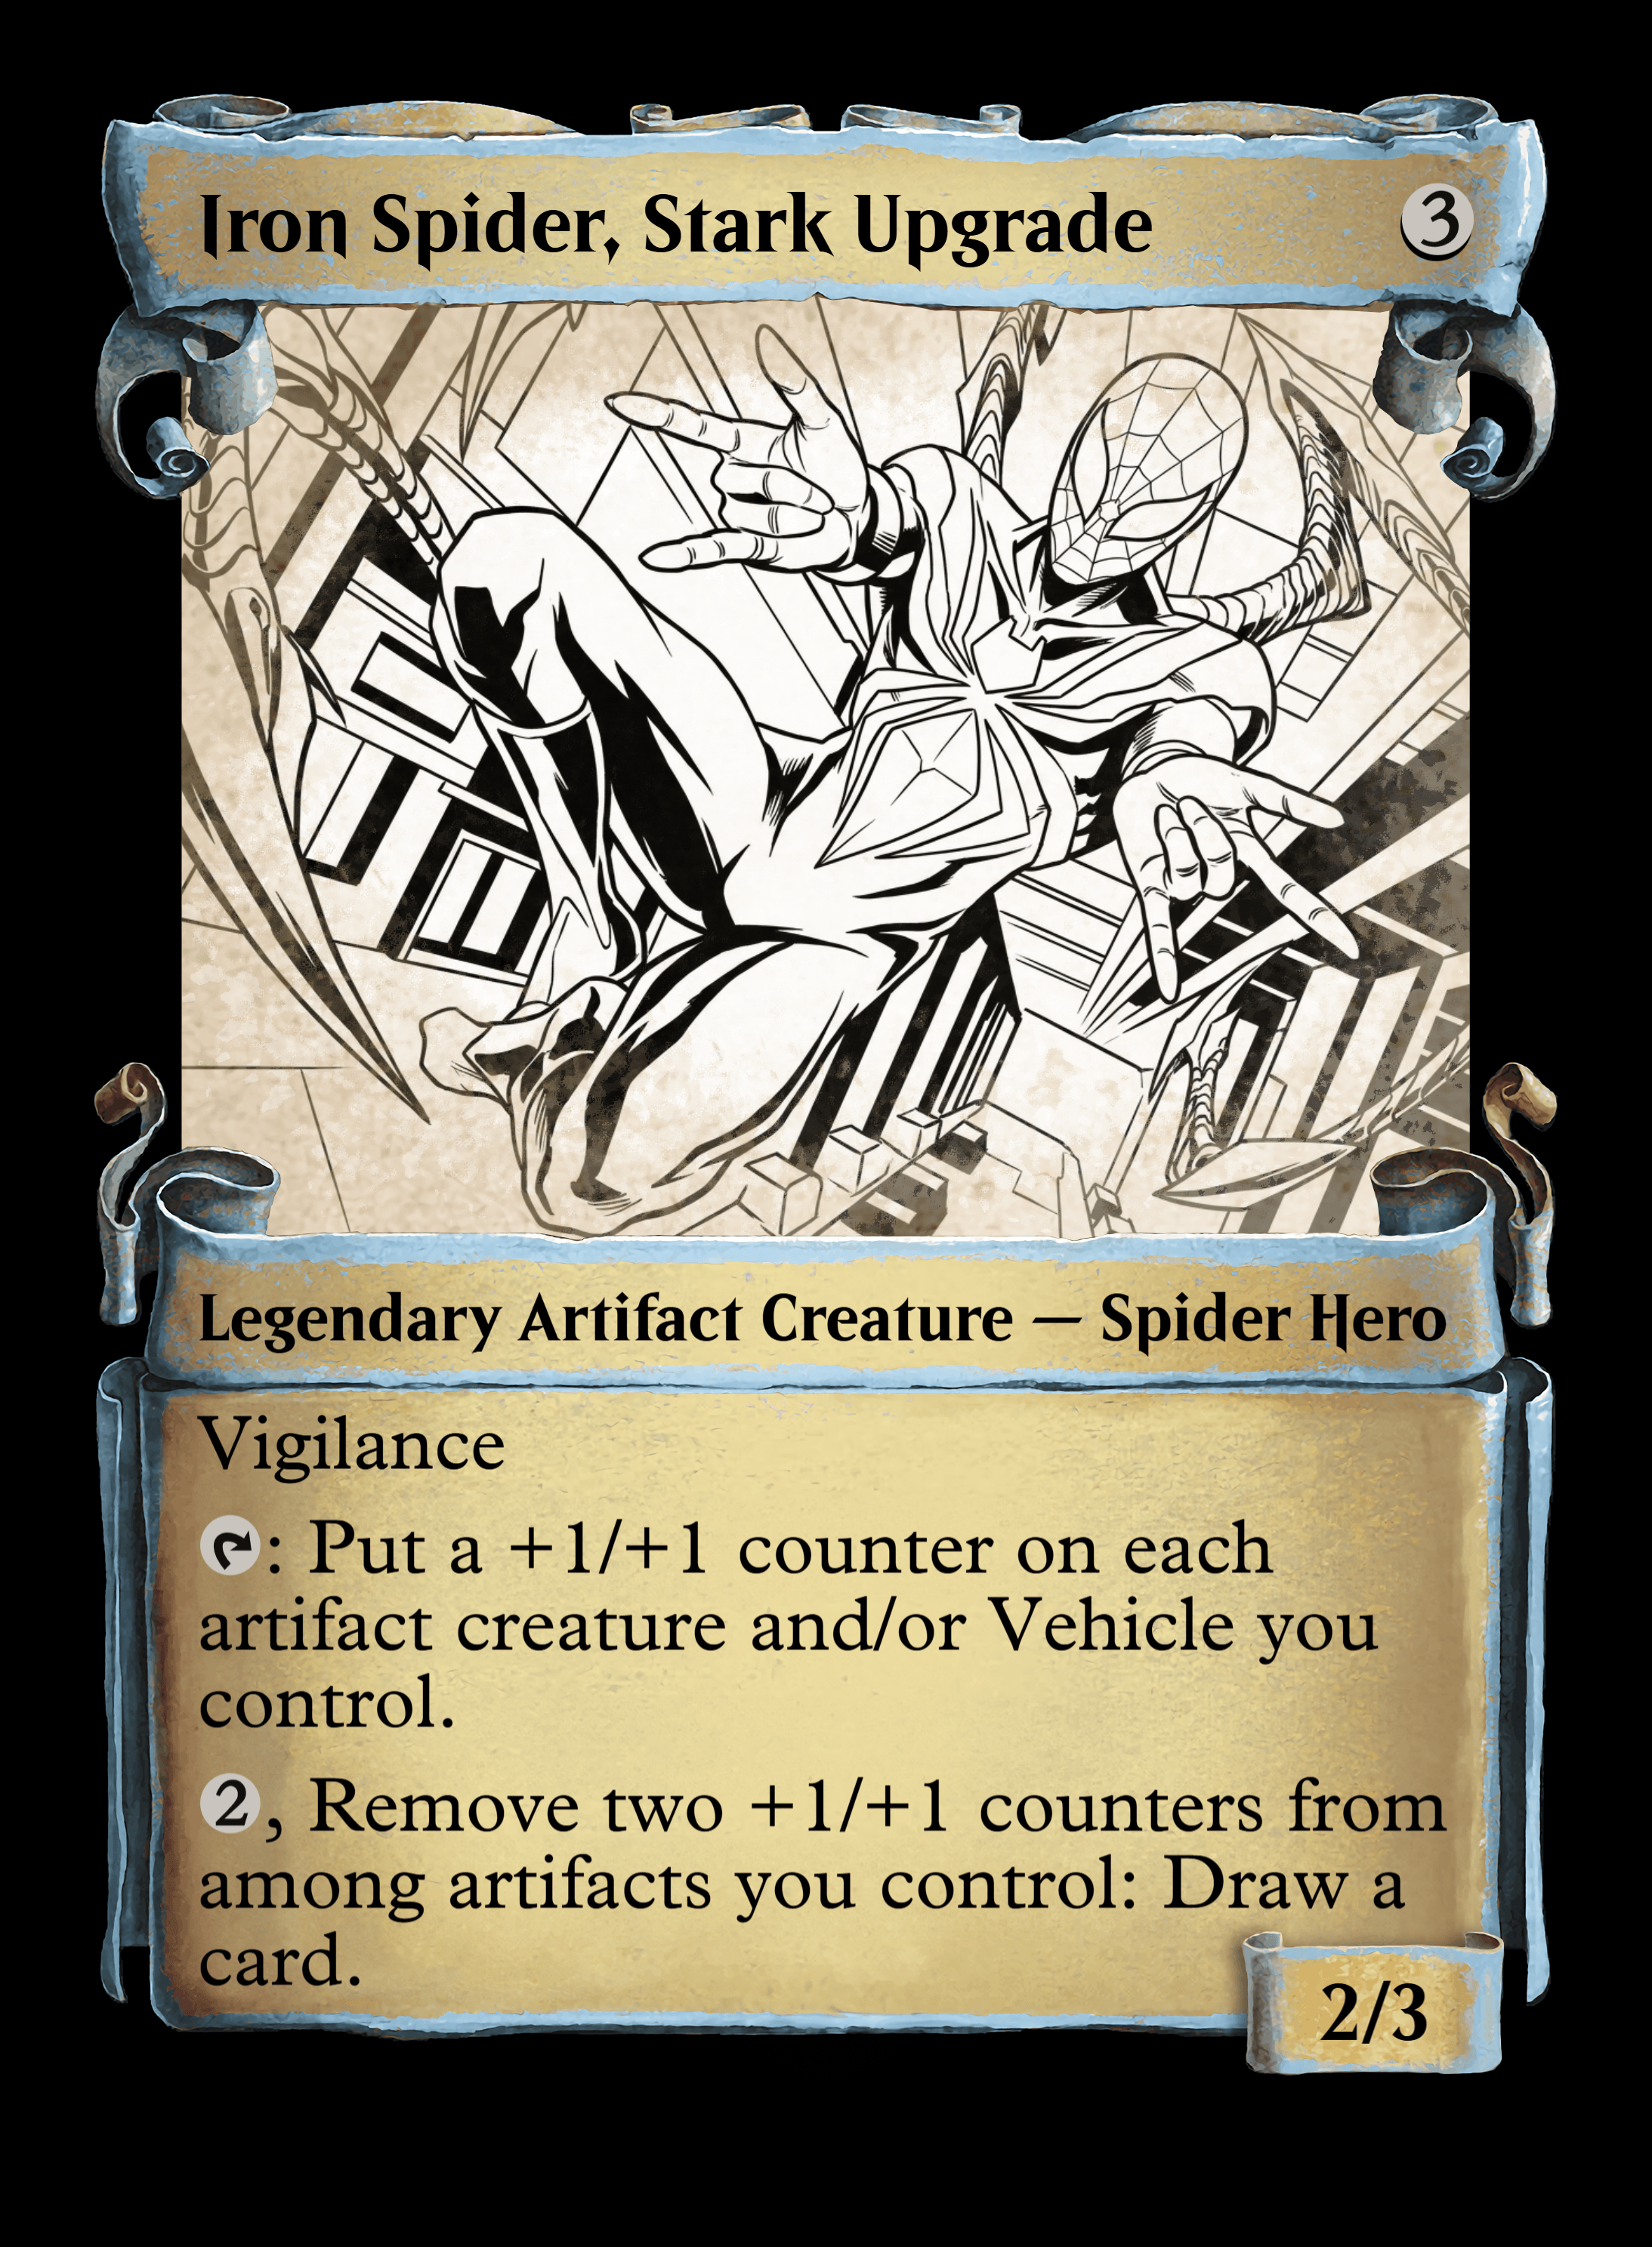 Iron Spider, Stark Upgrade 3
Legendary Artifact Creature — Spider Hero
Vigilance
: Put a +1/+1 counter on each
artifact creature and/or Vehicle you
control.
2, Remove two +1/+1 counters from
among artifacts you control: Draw a
card.
2/3